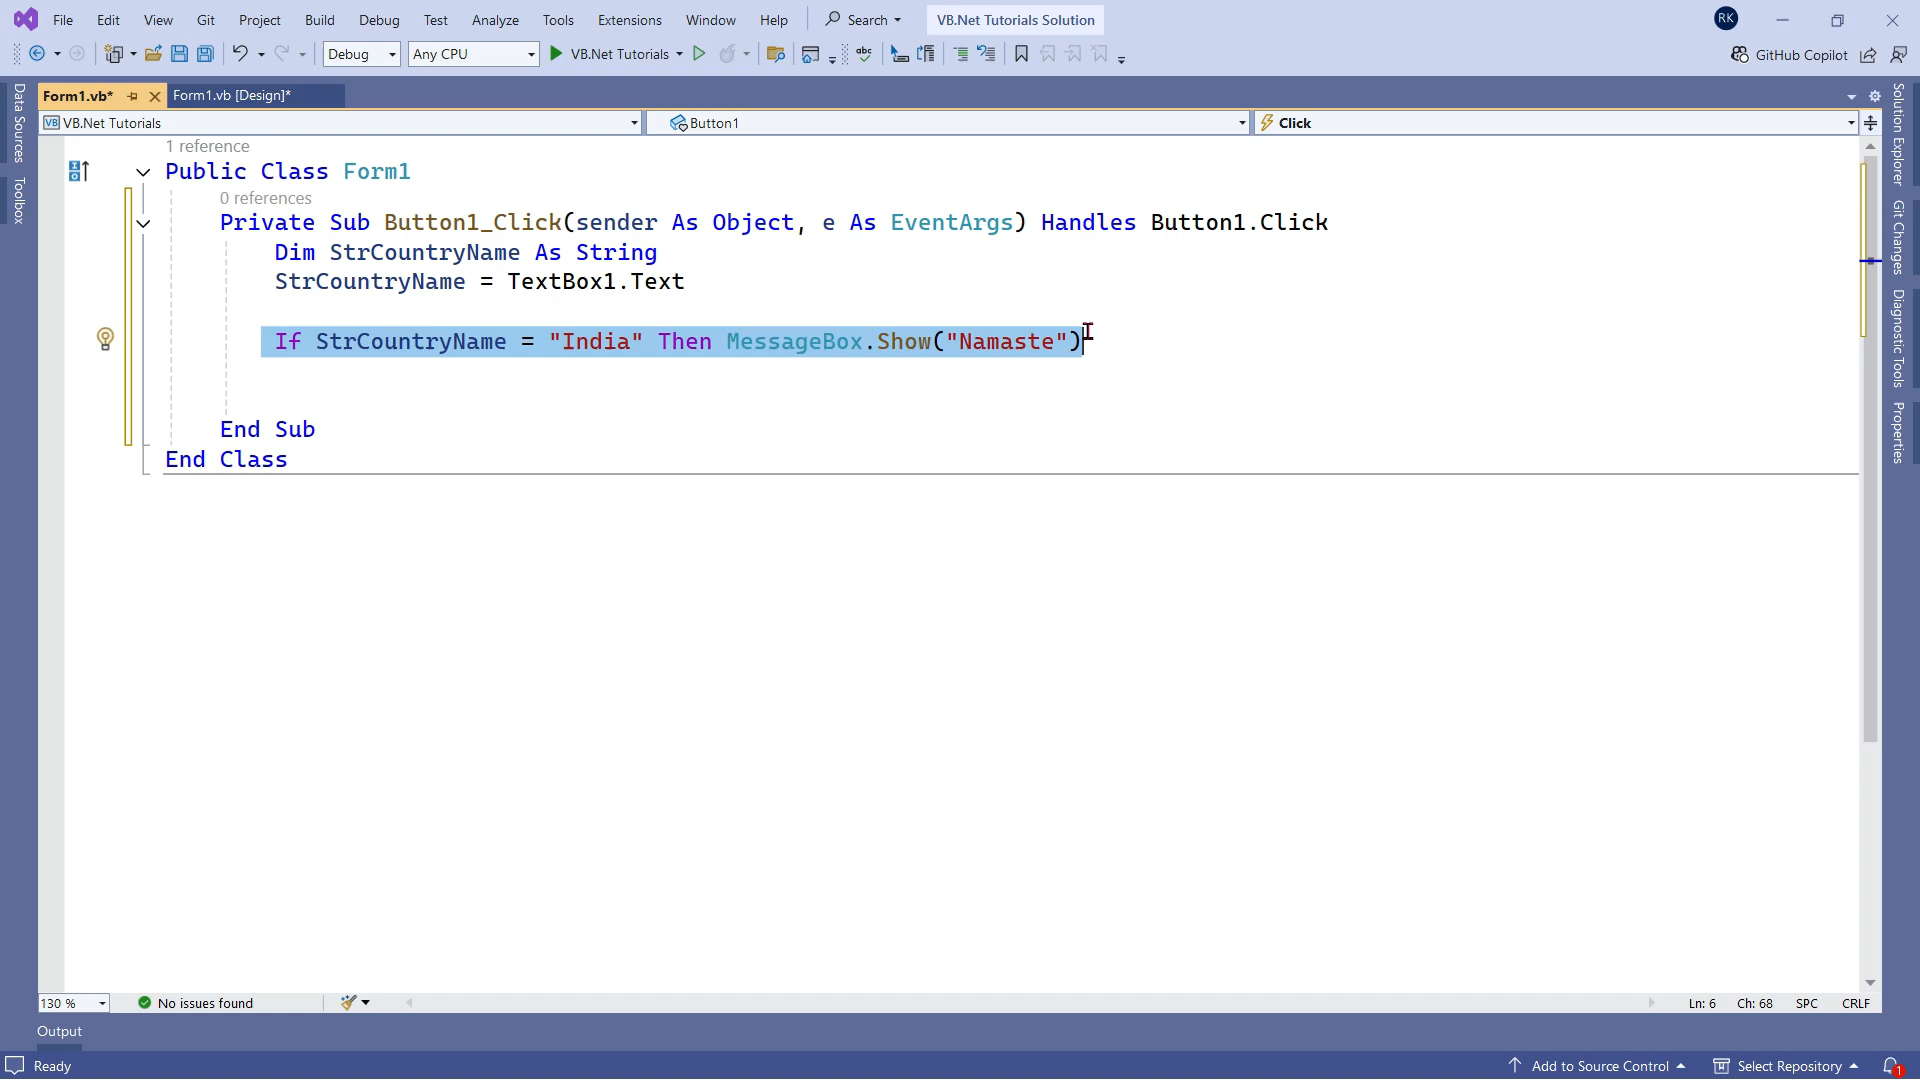 File Edit View Git Project Build Debug Test Analyze Tools Extensions Window Help Search VB.Net Tutorials Solution RK
Debug Any CPU VB.Net Tutorials abc GitHub Copilot
Form1.vb* Form1.vb [Design]*
VB VB.Net Tutorials Button1 Click
1 reference
Public Class Form1
0 references
Private Sub Button1_Click(sender As Object, e As EventArgs) Handles Button1.Click
Dim StrCountryName As String
StrCountryName = TextBox1.Text
If StrCountryName = "India" Then MessageBox.Show("Namaste")
End Sub
End Class
Data Sources
Toolbox
Solution Explorer
Git Changes
Diagnostic Tools
Properties
130 % No issues found Ln: 6 Ch: 68 SPC CRLF
Output
Ready Add to Source Control Select Repository 1